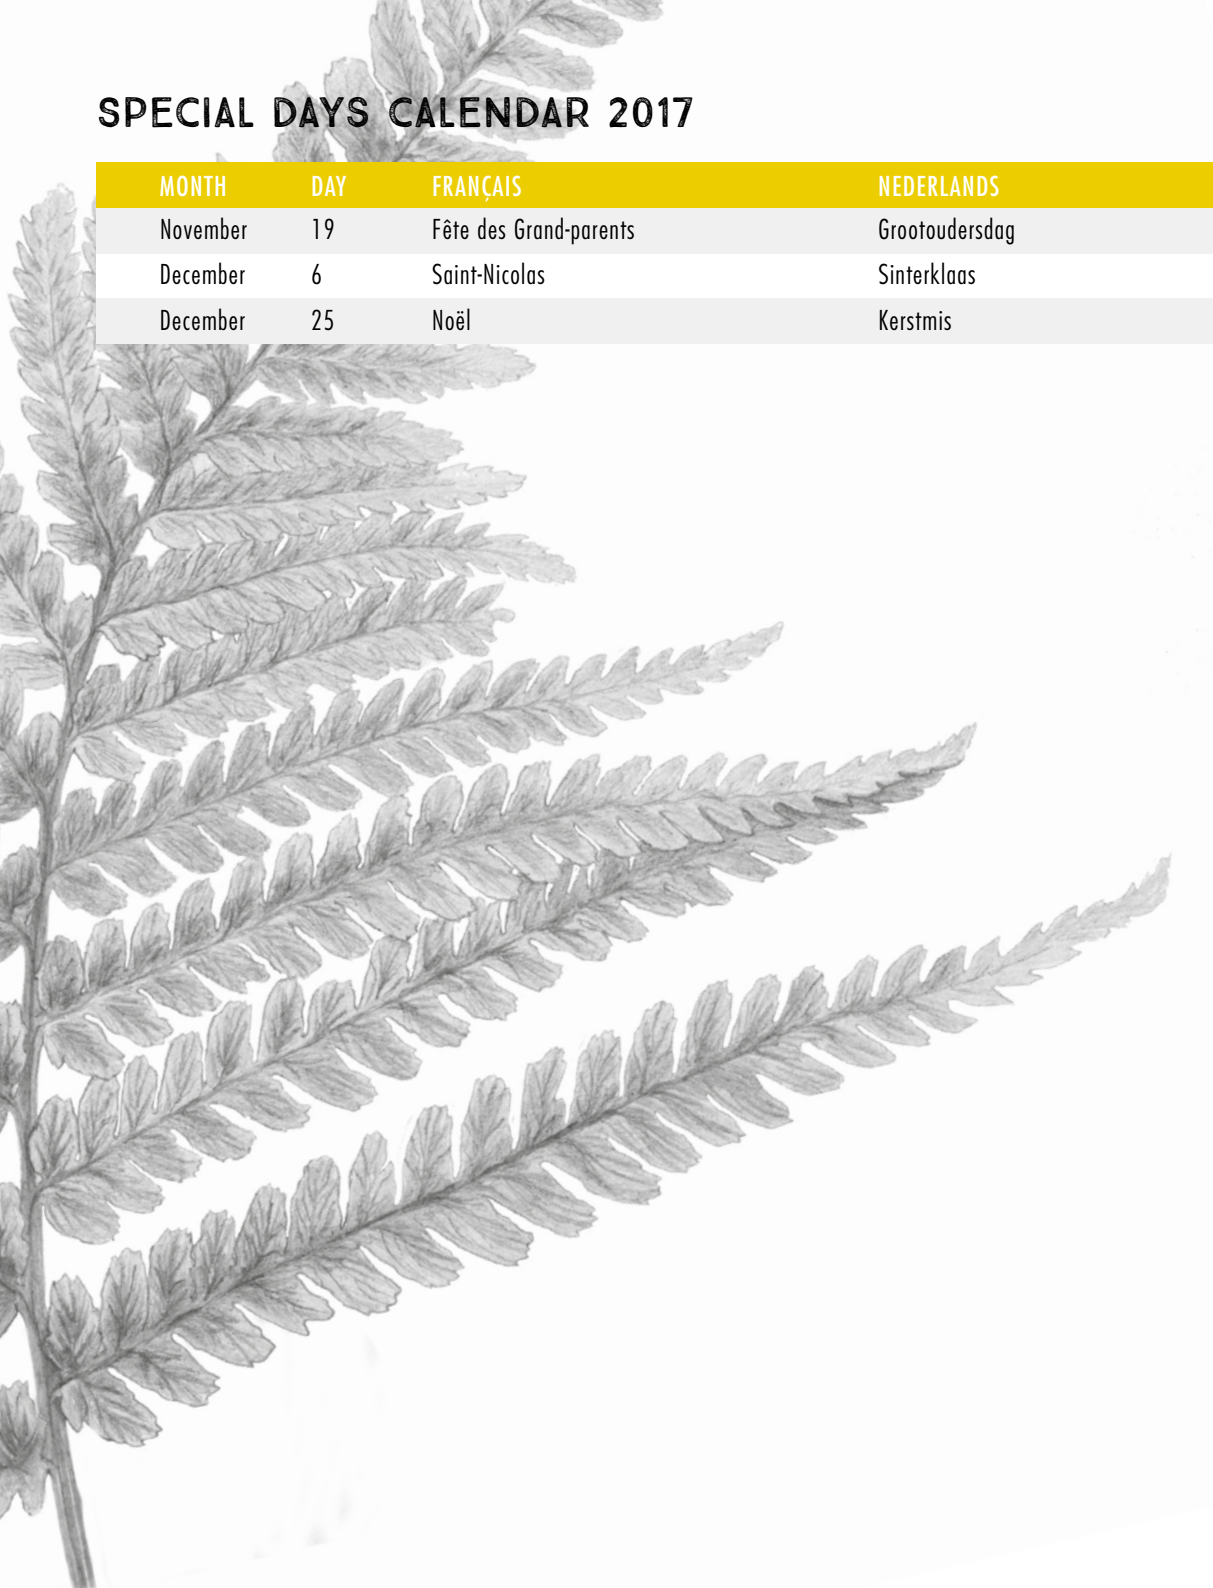 SPECIAL DAYS CALENDAR 2017
MONTH DAY FRANÇAIS NEDERLANDS
November 19 Fête des Grand-parents Grootoudersdag
December 6 Saint-Nicolas Sinterklaas
December 25 Noël Kerstmis